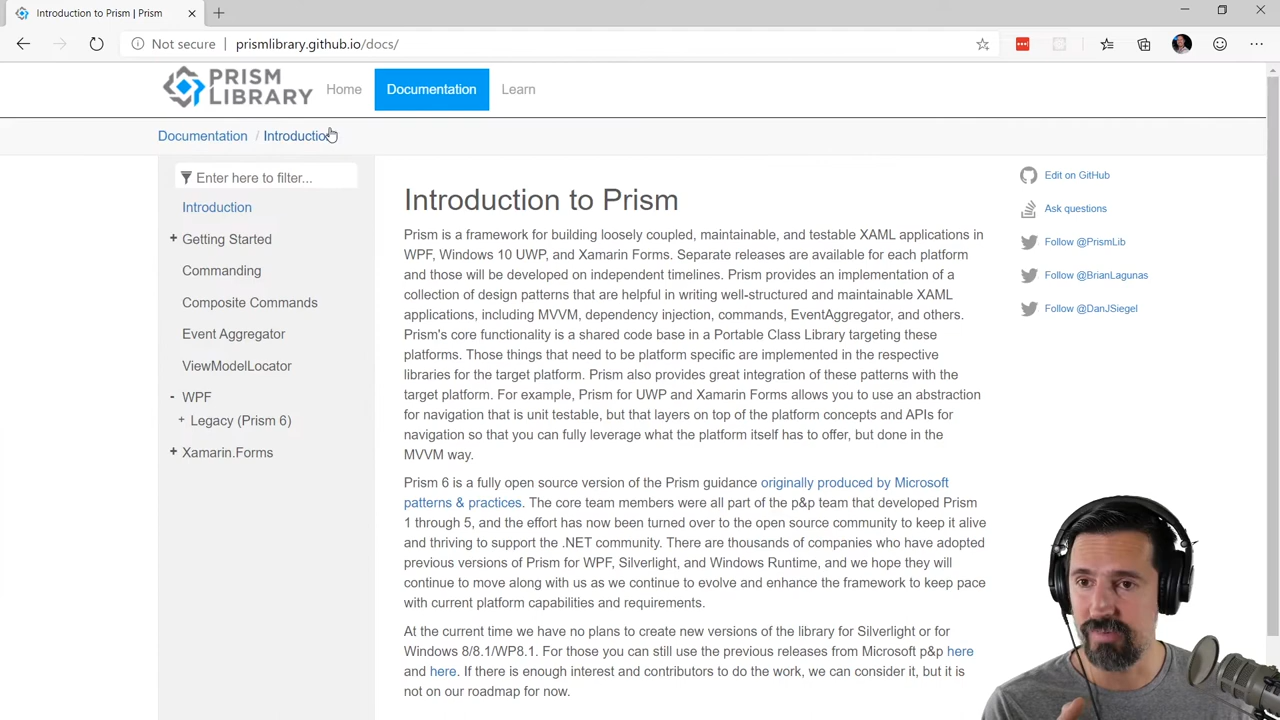 Introduction to Prism | Prism
Not secure | prismlibrary.github.io/docs/
PRISM
LIBRARY
Home
Documentation
Learn
Documentation / Introduction
Enter here to filter...
Introduction
+ Getting Started
Commanding
Composite Commands
Event Aggregator
ViewModelLocator
- WPF
+ Legacy (Prism 6)
+ Xamarin.Forms
Introduction to Prism
Prism is a framework for building loosely coupled, maintainable, and testable XAML applications in
WPF, Windows 10 UWP, and Xamarin Forms. Separate releases are available for each platform
and those will be developed on independent timelines. Prism provides an implementation of a
collection of design patterns that are helpful in writing well-structured and maintainable XAML
applications, including MVVM, dependency injection, commands, EventAggregator, and others.
Prism's core functionality is a shared code base in a Portable Class Library targeting these
platforms. Those things that need to be platform specific are implemented in the respective
libraries for the target platform. Prism also provides great integration of these patterns with the
target platform. For example, Prism for UWP and Xamarin Forms allows you to use an abstraction
for navigation that is unit testable, but that layers on top of the platform concepts and APIs for
navigation so that you can fully leverage what the platform itself has to offer, but done in the
MVVM way.
Prism 6 is a fully open source version of the Prism guidance originally produced by Microsoft
patterns & practices. The core team members were all part of the p&p team that developed Prism
1 through 5, and the effort has now been turned over to the open source community to keep it alive
and thriving to support the .NET community. There are thousands of companies who have adopted
previous versions of Prism for WPF, Silverlight, and Windows Runtime, and we hope they will
continue to move along with us as we continue to evolve and enhance the framework to keep pace
with current platform capabilities and requirements.
At the current time we have no plans to create new versions of the library for Silverlight or for
Windows 8/8.1/WP8.1. For those you can still use the previous releases from Microsoft p&p here
and here. If there is enough interest and contributors to do the work, we can consider it, but it is
not on our roadmap for now.
Edit on GitHub
Ask questions
Follow @PrismLib
Follow @BrianLagunas
Follow @DanJSiegel